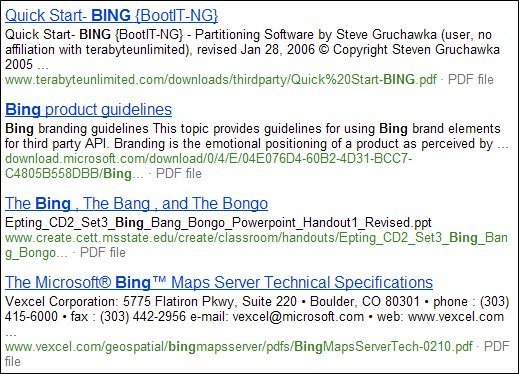 Quick Start- BING {BootIT-NG}
Quick Start- BING {BootIT-NG} - Partitioning Software by Steve Gruchawka (user, no
affiliation with terabyteunlimited), revised Jan 28, 2006 © Copyright Steven Gruchawka
2005 ...
www.terabyteunlimited.com/downloads/thirdparty/Quick%20Start-BING.pdf · PDF file
Bing product guidelines
Bing branding guidelines This topic provides guidelines for using Bing brand elements
for third party API. Branding is the emotional positioning of a product as perceived by ...
download.microsoft.com/download/0/4/E/04E076D4-60B2-4D31-BCC7-
C4805B558DBB/Bing... · PDF file
The Bing , The Bang , and The Bongo
Epting_CD2_Set3_Bing_Bang_Bongo_Powerpoint_Handout1_Revised.ppt
www.create.cett.msstate.edu/create/classroom/handouts/Epting_CD2_Set3_Bing_Ban
g_Bongo... · PDF file
The Microsoft® Bing™ Maps Server Technical Specifications
Vexcel Corporation: 5775 Flatiron Pkwy, Suite 220 • Boulder, CO 80301 • phone : (303)
415-6000 • fax : (303) 442-2956 e-mail: vexcel@microsoft.com • web: www.vexcel.com
...
www.vexcel.com/geospatial/bingmapsserver/pdfs/BingMapsServerTech-0210.pdf · PDF
file